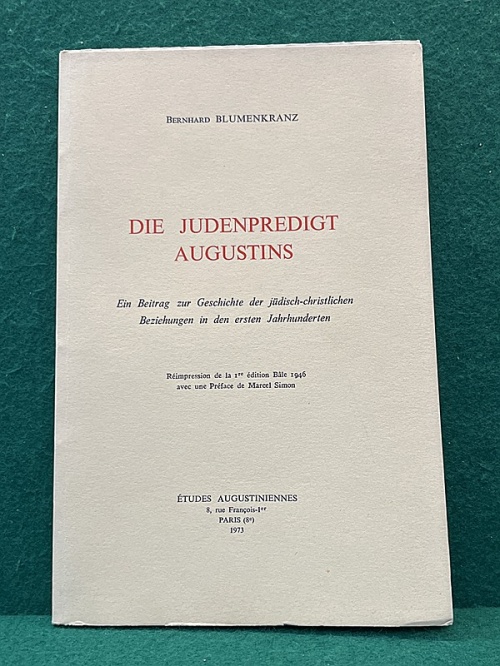 Bernhard BLUMENKRANZ
DIE JUDENPREDIGT
AUGUSTINS
Ein Beitrag zur Geschichte der jüdisch-christlichen
Beziehungen in den ersten Jahrhunderten
Réimpression de la 1re édition Bâle 1946
avec une Préface de Marcel Simon
ÉTUDES AUGUSTINIENNES
8, rue François-Ier
PARIS (8e)
1973